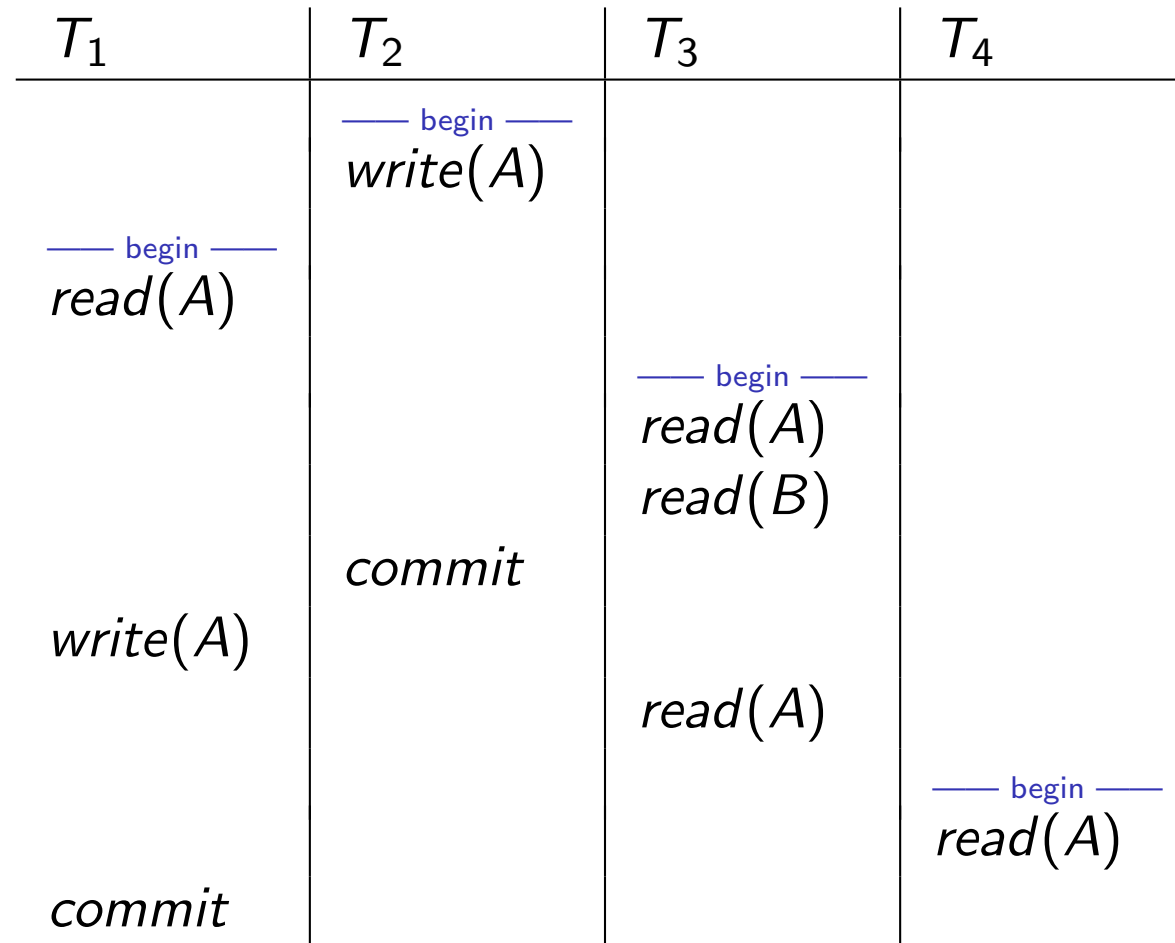 T₁ T₂ T₃ T₄
begin
write(A)
begin
read(A)
begin
read(A)
read(B)
commit
write(A)
read(A)
begin
read(A)
commit